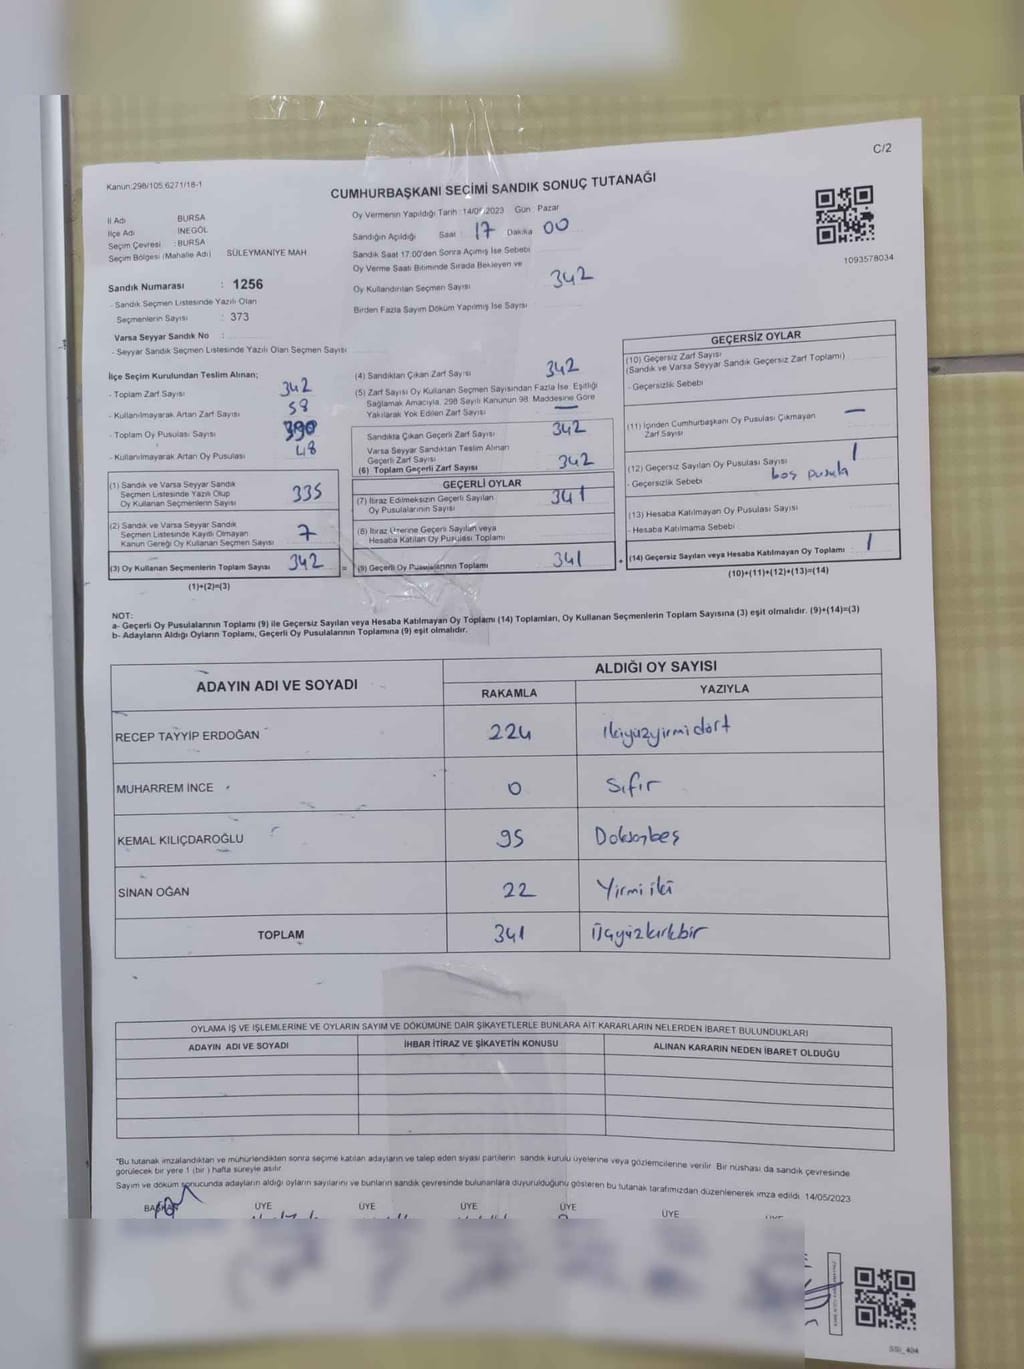 C/2
Kanun:298/105,6271/18-1
CUMHURBAŞKANI SEÇİMİ SANDIK SONUÇ TUTANAĞI
İl Adı BURSA
İlçe Adı İNEGÖL
Seçim Çevresi : BURSA
Seçim Bölgesi (Mahalle Adı) SÜLEYMANİYE MAH
Oy Vermenin Yapıldığı Tarih :14/05/2023 Gün Pazar
Sandığın Açıldığı Saat : 17 Dakika 00
Sandık Saat 17:00'den Sonra Açımış İse Sebebi
Oy Verme Saati Bitiminde Sırada Bekleyen ve
Oy Kullandırılan Seçmen Sayısı 342
Birden Fazla Sayım Döküm Yapılmış İse Sayısı
1093578034
Sandık Numarası : 1256
- Sandık Seçmen Listesinde Yazılı Olan
Seçmenlerin Sayısı : 373
Varsa Seyyar Sandık No :
- Seyyar Sandık Seçmen Listesinde Yazılı Olan Seçmen Sayısı
İlçe Seçim Kurulundan Teslim Alınan;
- Toplam Zarf Sayısı 342
- Kullanılmayarak Artan Zarf Sayısı 58
- Toplam Oy Pusulası Sayısı 390
- Kullanılmayarak Artan Oy Pusulası 48
(1) Sandık ve Varsa Seyyar Sandık
Seçmen Listesinde Yazılı Olup
Oy Kullanan Seçmenlerin Sayısı 335
(2) Sandık ve Varsa Seyyar Sandık
Seçmen Listesinde Kayıtlı Olmayan
Kanun Gereği Oy Kullanan Seçmen Sayısı 7
(3) Oy Kullanan Seçmenlerin Toplam Sayısı 342 =
(1)+(2)=(3)
(4) Sandıktan Çıkan Zarf Sayısı 342
(5) Zarf Sayısı Oy Kullanan Seçmen Sayısından Fazla İse, Eşitliği
Sağlamak Amacıyla, 298 Sayılı Kanunun 98. Maddesine Göre
Yakılarak Yok Edilen Zarf Sayısı —
Sandıkta Çıkan Geçerli Zarf Sayısı 342
Varsa Seyyar Sandıktan Teslim Alınan
Geçerli Zarf Sayısı
(6) Toplam Geçerli Zarf Sayısı 342
GEÇERLİ OYLAR
(7) İtiraz Edilmeksizin Geçerli Sayılan
Oy Pusulalarının Sayısı 341
(8) İtiraz Üzerine Geçerli Sayılan veya
Hesaba Katılan Oy Pusulaları Toplamı
(9) Geçerli Oy Pusulalarının Toplamı 341 +
GEÇERSİZ OYLAR
(10) Geçersiz Zarf Sayısı
(Sandık ve Varsa Seyyar Sandık Geçersiz Zarf Toplamı)
- Geçersizlik Sebebi
(11) İçinden Cumhurbaşkanı Oy Pusulası Çıkmayan
Zarf Sayısı —
(12) Geçersiz Sayılan Oy Pusulası Sayısı 1
- Geçersizlik Sebebi boş pusula
(13) Hesaba Katılmayan Oy Pusulası Sayısı
- Hesaba Katılmama Sebebi :
(14) Geçersiz Sayılan veya Hesaba Katılmayan Oy Toplamı 1
(10)+(11)+(12)+(13)=(14)
NOT:
a- Geçerli Oy Pusulalarının Toplamı (9) ile Geçersiz Sayılan veya Hesaba Katılmayan Oy Toplamı (14) Toplamları, Oy Kullanan Seçmenlerin Toplam Sayısına (3) eşit olmalıdır. (9)+(14)=(3)
b- Adayların Aldığı Oyların Toplamı, Geçerli Oy Pusulalarının Toplamına (9) eşit olmalıdır.
ADAYIN ADI VE SOYADI ALDIĞI OY SAYISI
RAKAMLA YAZIYLA
RECEP TAYYİP ERDOĞAN 224 İkiyüzyirmidört
MUHARREM İNCE 0 Sıfır
KEMAL KILIÇDAROĞLU 95 Doksanbeş
SİNAN OĞAN 22 Yirmiiki
TOPLAM 341 Üçyüzkırkbir
OYLAMA İŞ VE İŞLEMLERİNE VE OYLARIN SAYIM VE DÖKÜMÜNE DAİR ŞİKAYETLERLE BUNLARA AİT KARARLARIN NELERDEN İBARET BULUNDUKLARI
ADAYIN ADI VE SOYADI İHBAR İTİRAZ VE ŞİKAYETİN KONUSU ALINAN KARARIN NEDEN İBARET OLDUĞU
*Bu tutanak imzalandıktan ve mühürlendikten sonra seçime katılan adayların ve talep eden siyasi partilerin sandık kurulu üyelerine veya gözlemcilerine verilir. Bir nüshası da sandık çevresinde
görülecek bir yere 1 (bir) hafta süreyle asılır.
Sayım ve döküm sonucunda adayların aldığı oyların sayılarını ve bunların sandık çevresinde bulunanlara duyurulduğunu gösteren bu tutanak tarafımızdan düzenlenerek imza edildi. 14/05/2023
BAŞKAN ÜYE ÜYE ÜYE ÜYE ÜYE